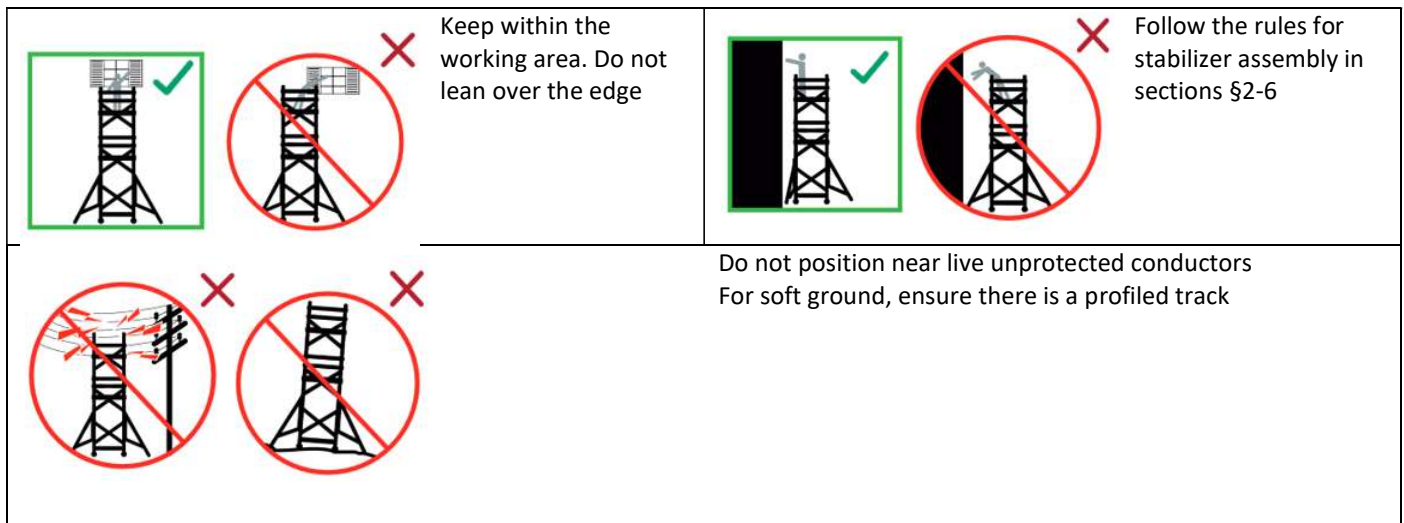 Keep within the
working area. Do not
lean over the edge
Follow the rules for
stabilizer assembly in
sections §2-6
Do not position near live unprotected conductors
For soft ground, ensure there is a profiled track